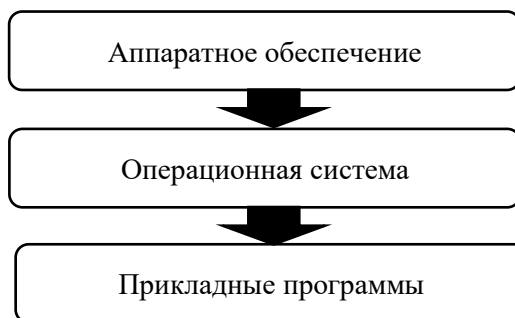 Аппаратное обеспечение
Операционная система
Прикладные программы